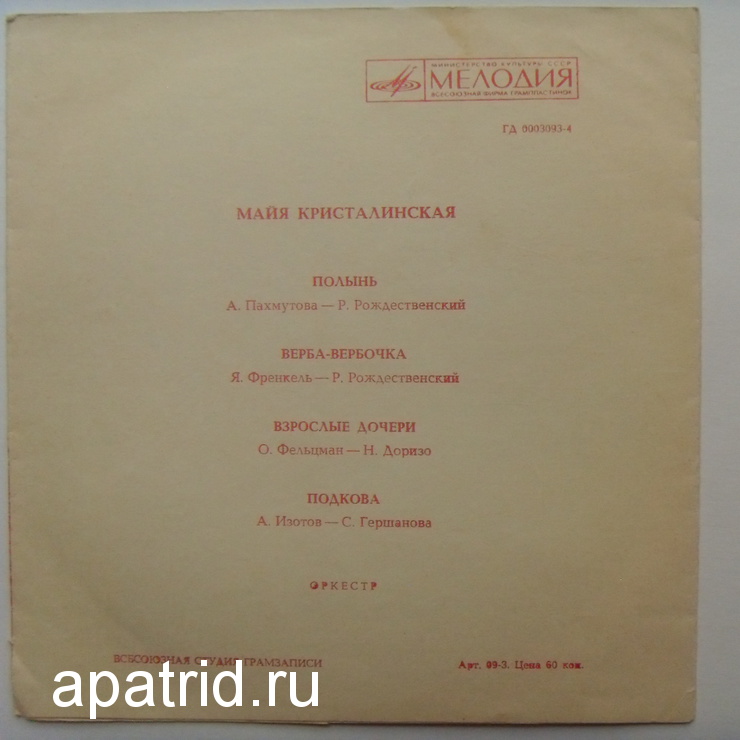 МИНИСТЕРСТВО КУЛЬТУРЫ СССР
МЕЛОДИЯ
ВСЕСОЮЗНАЯ ФИРМА ГРАМПЛАСТИНОК
ГД 0003093-4
МАЙЯ КРИСТАЛИНСКАЯ
ПОЛЫНЬ
А. Пахмутова — Р. Рождественский
ВЕРБА-ВЕРБОЧКА
Я. Френкель — Р. Рождественский
ВЗРОСЛЫЕ ДОЧЕРИ
О. Фельцман — Н. Доризо
ПОДКОВА
А. Изотов — С. Гершанова
ОРКЕСТР
ВСЕСОЮЗНАЯ СТУДИЯ ГРАМЗАПИСИ
Арт. 09-3. Цена 60 коп.
apatrid.ru